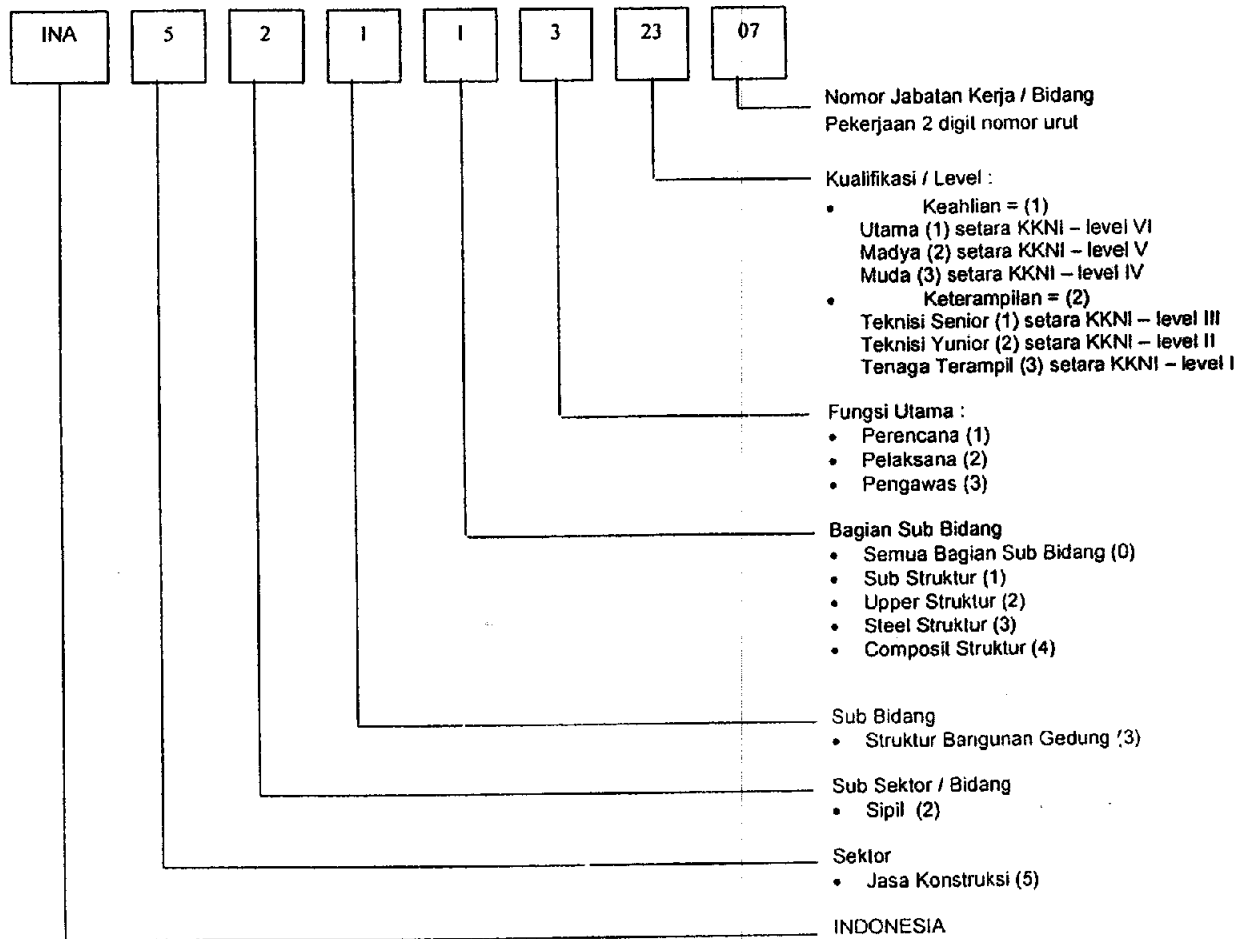 INA 5 2 1 1 3 23 07
Nomor Jabatan Kerja / Bidang
Pekerjaan 2 digit nomor urut
Kualifikasi / Level :
• Keahlian = (1)
Utama (1) setara KKNI – level VI
Madya (2) setara KKNI – level V
Muda (3) setara KKNI – level IV
• Keterampilan = (2)
Teknisi Senior (1) setara KKNI – level III
Teknisi Yunior (2) setara KKNI – level II
Tenaga Terampil (3) setara KKNI – level I
Fungsi Utama :
• Perencana (1)
• Pelaksana (2)
• Pengawas (3)
Bagian Sub Bidang
• Semua Bagian Sub Bidang (0)
• Sub Struktur (1)
• Upper Struktur (2)
• Steel Struktur (3)
• Composit Struktur (4)
Sub Bidang
• Struktur Bangunan Gedung (3)
Sub Sektor / Bidang
• Sipil (2)
Sektor
• Jasa Konstruksi (5)
INDONESIA